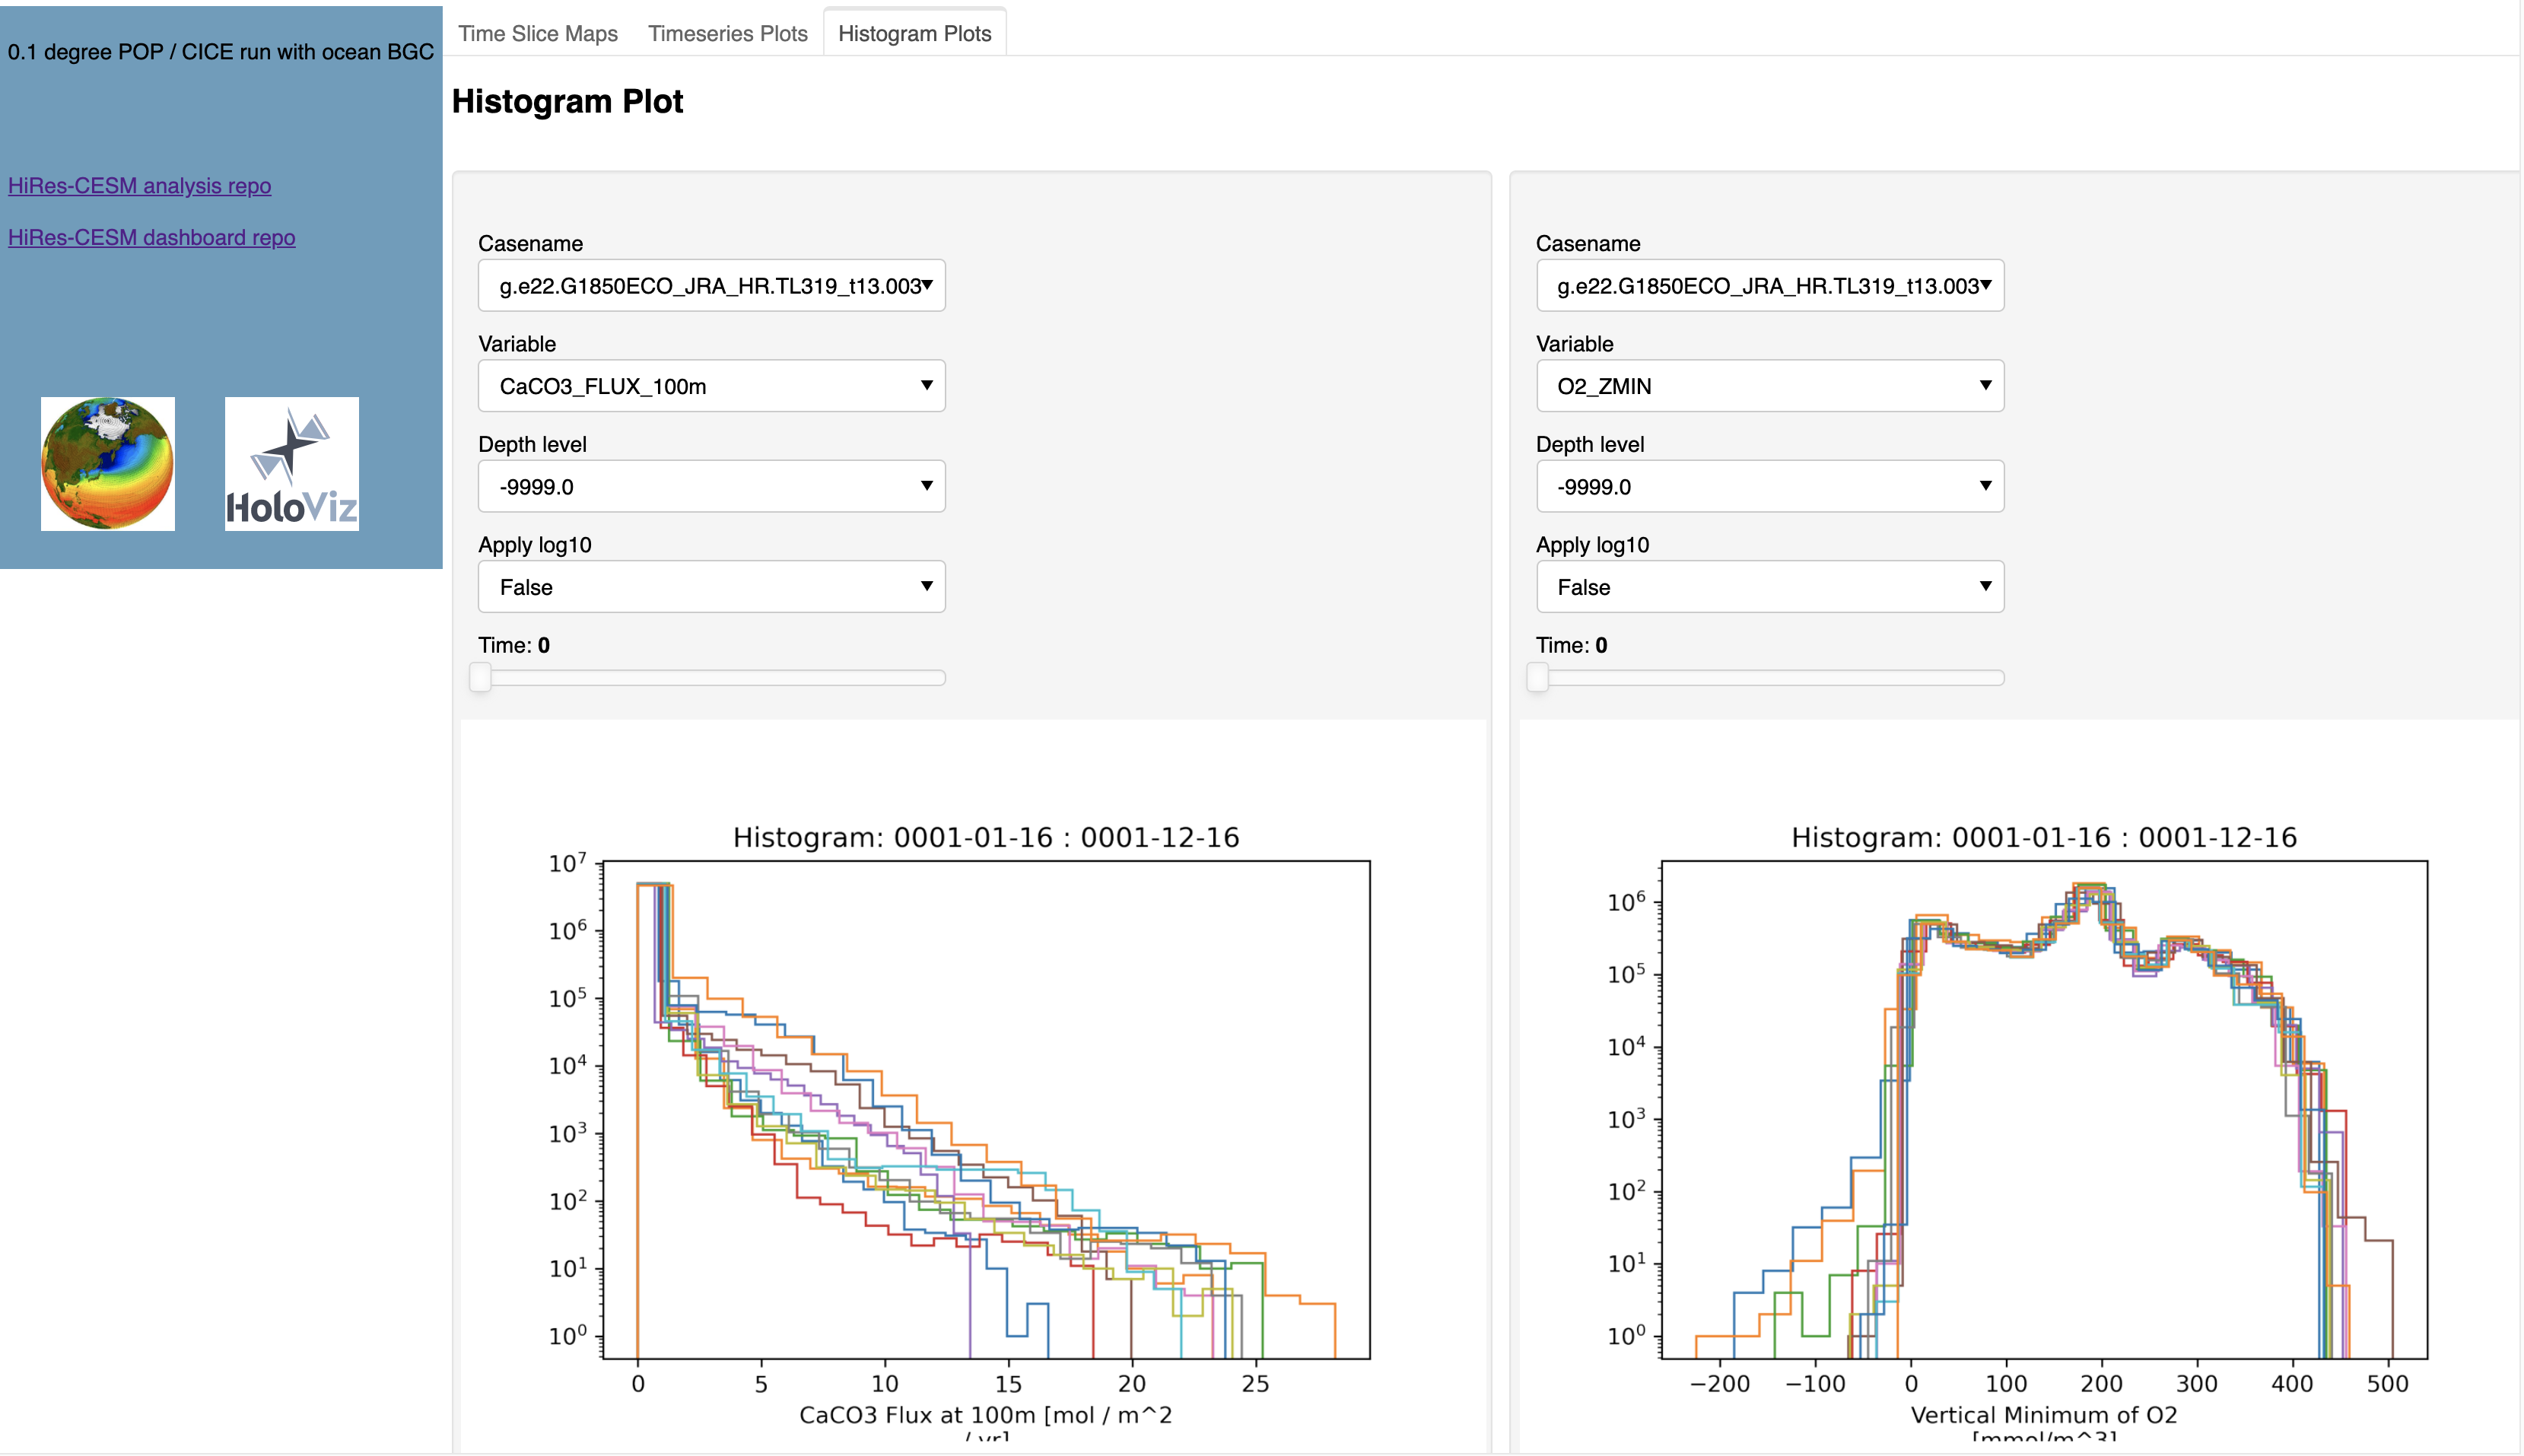 0.1 degree POP / CICE run with ocean BGC
HiRes-CESM analysis repo
HiRes-CESM dashboard repo
HoloViz
Time Slice Maps
Timeseries Plots
Histogram Plots
Histogram Plot
Casename
g.e22.G1850ECO_JRA_HR.TL319_t13.003
Variable
CaCO3_FLUX_100m
Depth level
-9999.0
Apply log10
False
Time: 0
Histogram: 0001-01-16 : 0001-12-16
10^7
10^6
10^5
10^4
10^3
10^2
10^1
10^0
0 5 10 15 20 25
CaCO3 Flux at 100m [mol / m^2
/ yr]
Casename
g.e22.G1850ECO_JRA_HR.TL319_t13.003
Variable
O2_ZMIN
Depth level
-9999.0
Apply log10
False
Time: 0
Histogram: 0001-01-16 : 0001-12-16
10^6
10^5
10^4
10^3
10^2
10^1
10^0
−200 −100 0 100 200 300 400 500
Vertical Minimum of O2
[mmol/m^3]